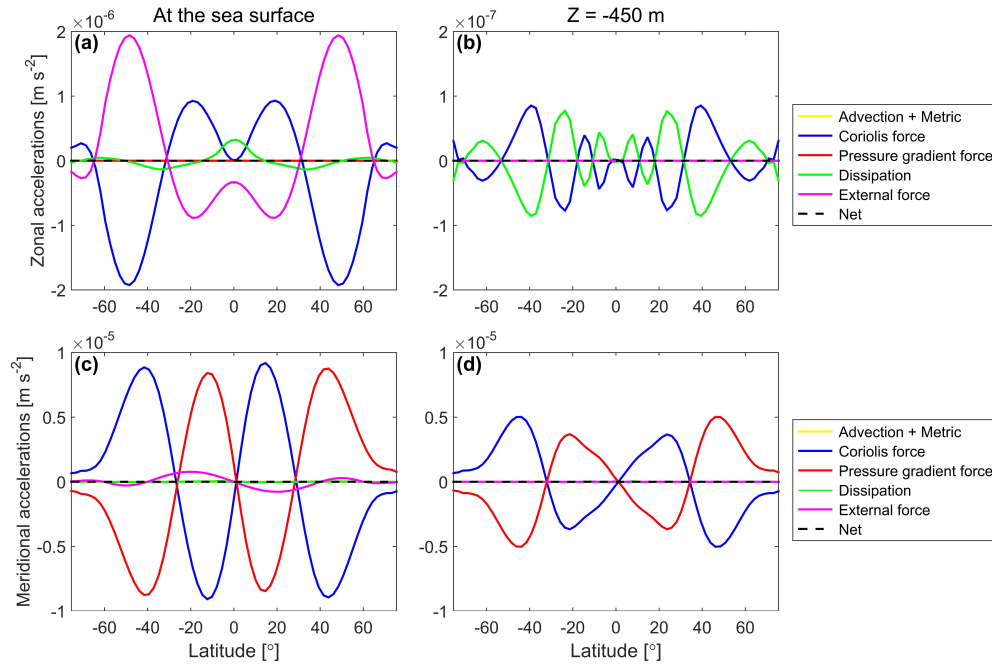 At the sea surface
Z = -450 m
×10⁻⁶
(a)
2
1
0
-1
-2
-60 -40 -20 0 20 40 60
Zonal accelerations [m s⁻²]
×10⁻⁷
(b)
2
1
0
-1
-2
-60 -40 -20 0 20 40 60
Advection + Metric
Coriolis force
Pressure gradient force
Dissipation
External force
Net
×10⁻⁵
(c)
1
0.5
0
-0.5
-1
-60 -40 -20 0 20 40 60
Meridional accelerations [m s⁻²]
Latitude [°]
×10⁻⁵
(d)
1
0.5
0
-0.5
-1
-60 -40 -20 0 20 40 60
Latitude [°]
Advection + Metric
Coriolis force
Pressure gradient force
Dissipation
External force
Net